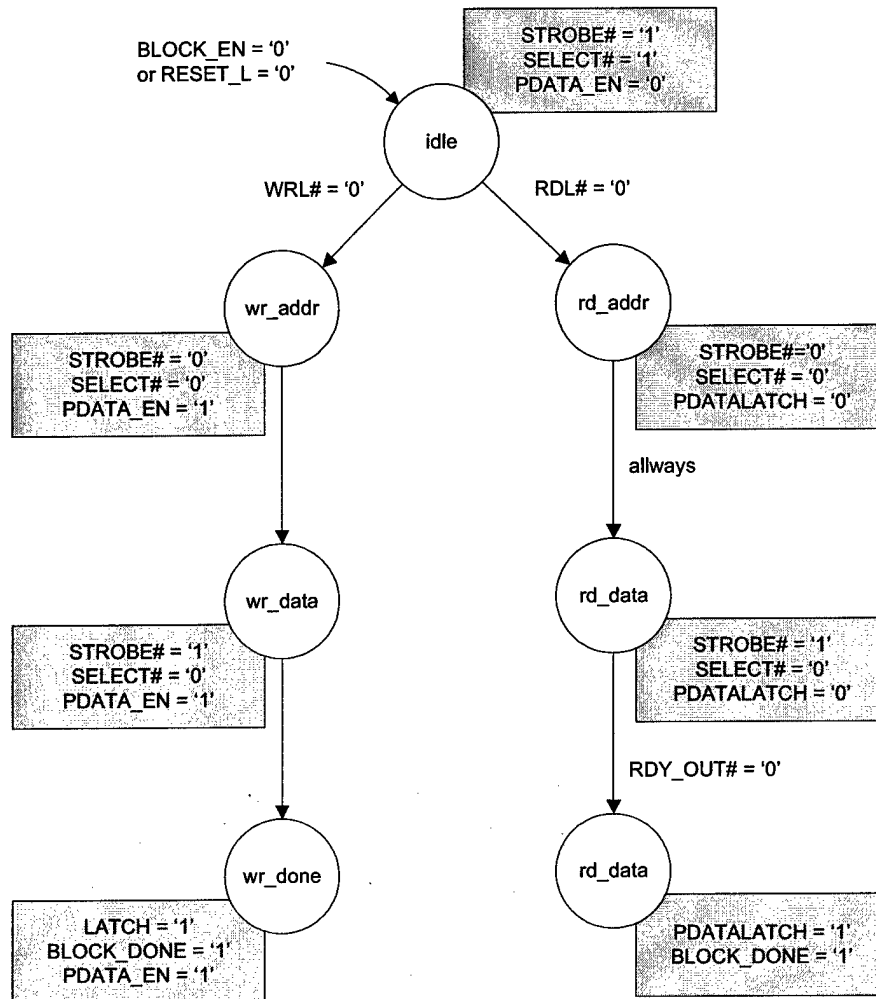 BLOCK_EN = ‘0’
or RESET_L = ‘0’
STROBE# = ‘1’
SELECT# = ‘1’
PDATA_EN = ‘0’
idle
WRL# = ‘0’
RDL# = ‘0’
wr_addr
rd_addr
STROBE# = ‘0’
SELECT# = ‘0’
PDATA_EN = ‘1’
STROBE#=‘0’
SELECT# = ‘0’
PDATALATCH = ‘0’
allways
wr_data
rd_data
STROBE# = ‘1’
SELECT# = ‘0’
PDATA_EN = ‘1’
STROBE# = ‘1’
SELECT# = ‘0’
PDATALATCH = ‘0’
RDY_OUT# = ‘0’
wr_done
rd_data
LATCH = ‘1’
BLOCK_DONE = ‘1’
PDATA_EN = ‘1’
PDATALATCH = ‘1’
BLOCK_DONE = ‘1’